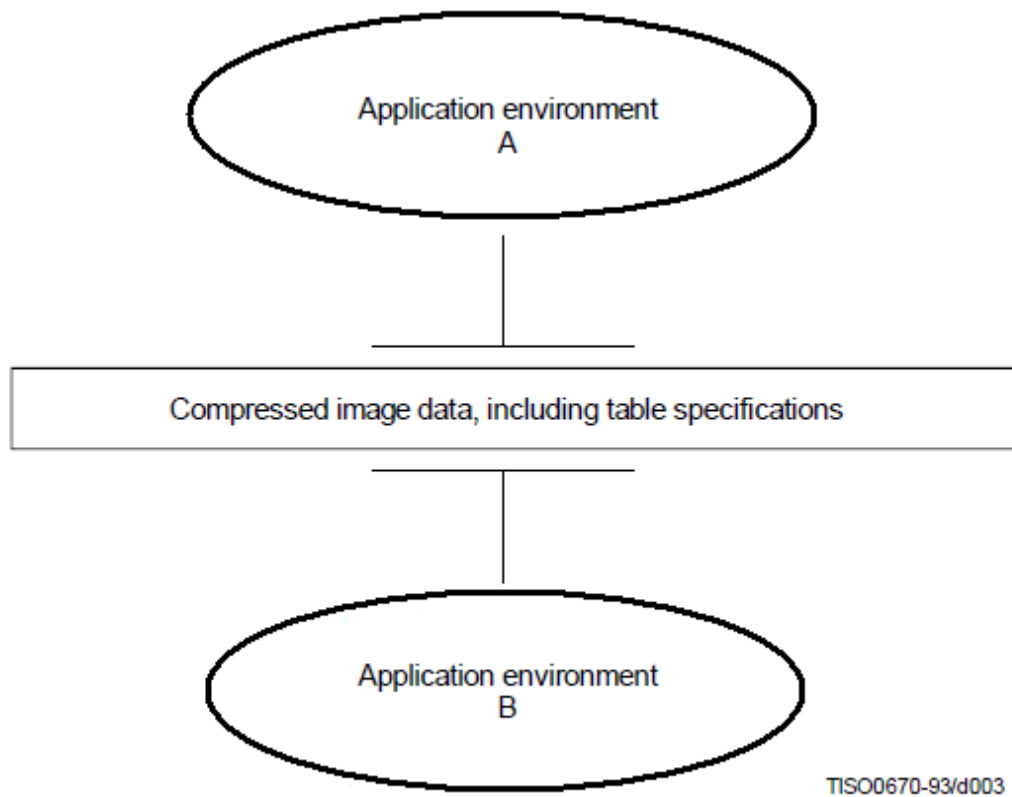 Application environment
A
Compressed image data, including table specifications
Application environment
B
TISO0670-93/d003